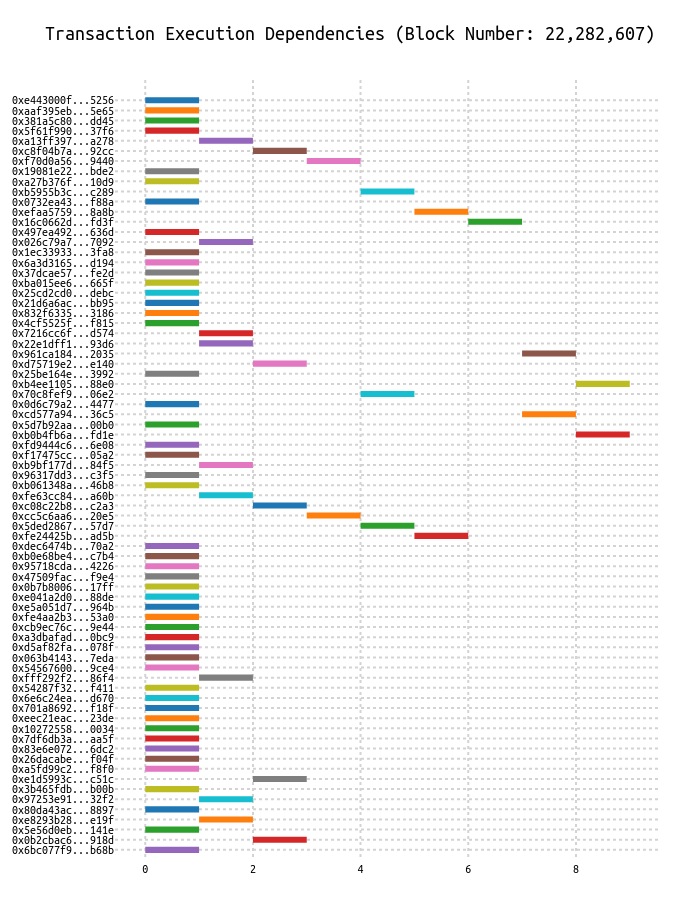 Transaction Execution Dependencies (Block Number: 22,282,607)
0xe443000f...5256
0xaaf395eb...5e65
0x381a5c80...dd45
0x5f61f990...37f6
0xa13ff397...a278
0xc8f04b7a...92cc
0xf70d0a56...9440
0x19081e22...bde2
0xa27b376f...10d9
0xb5955b3c...c289
0x0732ea43...f88a
0xefaa5759...8a8b
0x16c0662d...fd3f
0x497ea492...636d
0x026c79a7...7092
0x1ec33933...3fa8
0x6a3d3165...d194
0x37dcae57...fe2d
0xba015ee6...665f
0x25cd2cd0...debc
0x21d6a6ac...bb95
0x832f6335...3186
0x4cf5525f...f815
0x7216cc6f...d574
0x22e1dff1...93d6
0x961ca184...2035
0xd75719e2...e140
0x25be164e...3992
0xb4ee1105...88e0
0x70c8fef9...06e2
0x0d6c79a2...4477
0xcd577a94...36c5
0x5d7b92aa...00b0
0xb0b4fb6a...fd1e
0xfd9444c6...6e08
0xf17475cc...05a2
0xb9bf177d...84f5
0x96317dd3...c3f5
0xb061348a...46b8
0xfe63cc84...a60b
0xc08c22b8...c2a3
0xcc5c6aa6...20e5
0x5ded2867...57d7
0xfe24425b...ad5b
0xdec6474b...70a2
0xb0e68be4...c7b4
0x95718cda...4226
0x47509fac...f9e4
0x0b7b8006...17ff
0xe041a2d0...88de
0xe5a051d7...964b
0xfe4aa2b3...53a0
0xcb9ec76c...9e44
0xa3dbafad...0bc9
0xd5af82fa...078f
0x063b4143...7eda
0x54567600...9ce4
0xfff292f2...86f4
0x54287f32...f411
0x6e6c24ea...d670
0x701a8692...f18f
0xeec21eac...23de
0x10272558...0034
0x7df6db3a...aa5f
0x83e6e072...6dc2
0x26dacabe...f04f
0xa5fd99c2...f8f0
0xe1d5993c...c51c
0x3b465fdb...b00b
0x97253e91...32f2
0x80da43ac...8897
0xe8293b28...e19f
0x5e56d0eb...141e
0x0b2cbac6...918d
0x6bc077f9...b68b
0 2 4 6 8